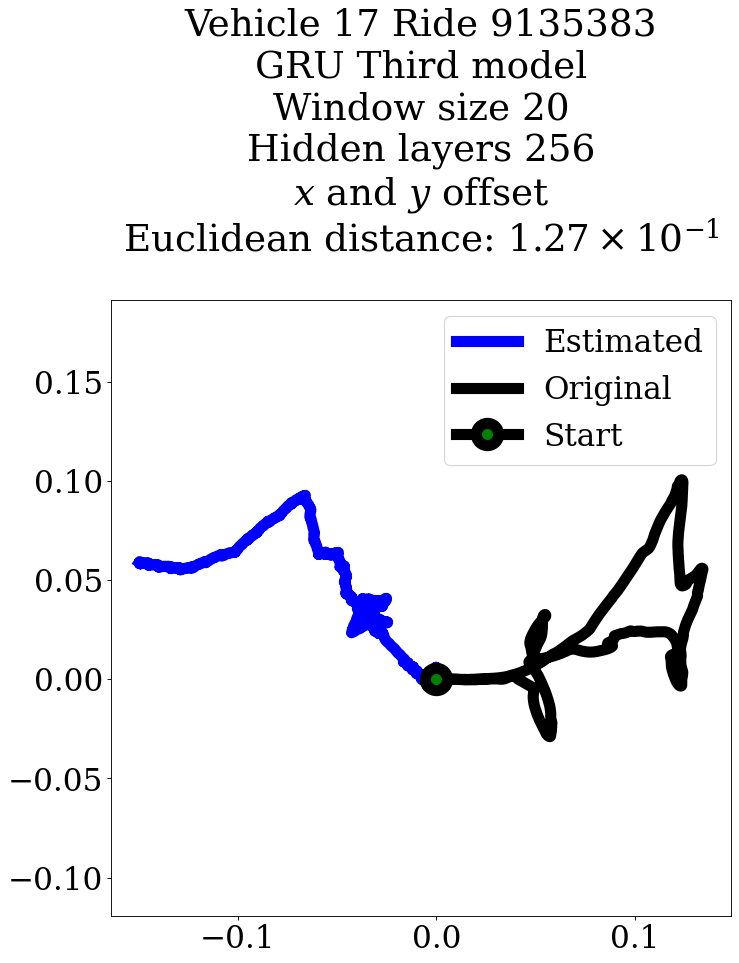 Vehicle 17 Ride 9135383
GRU Third model
Window size 20
Hidden layers 256
x and y offset
Euclidean distance: 1.27 × 10⁻¹
Estimated
Original
Start
0.15
0.10
0.05
0.00
−0.05
−0.10
−0.1 0.0 0.1